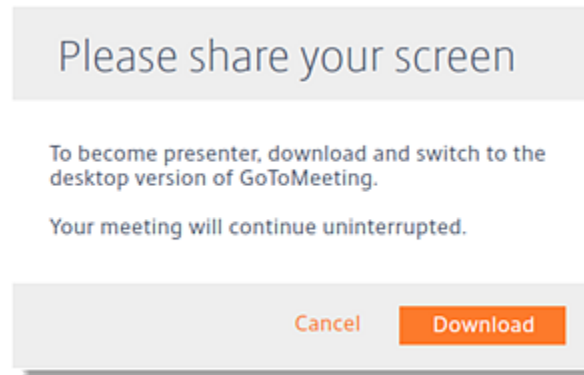 Please share your screen
To become presenter, download and switch to the
desktop version of GoToMeeting.
Your meeting will continue uninterrupted.
Cancel
Download